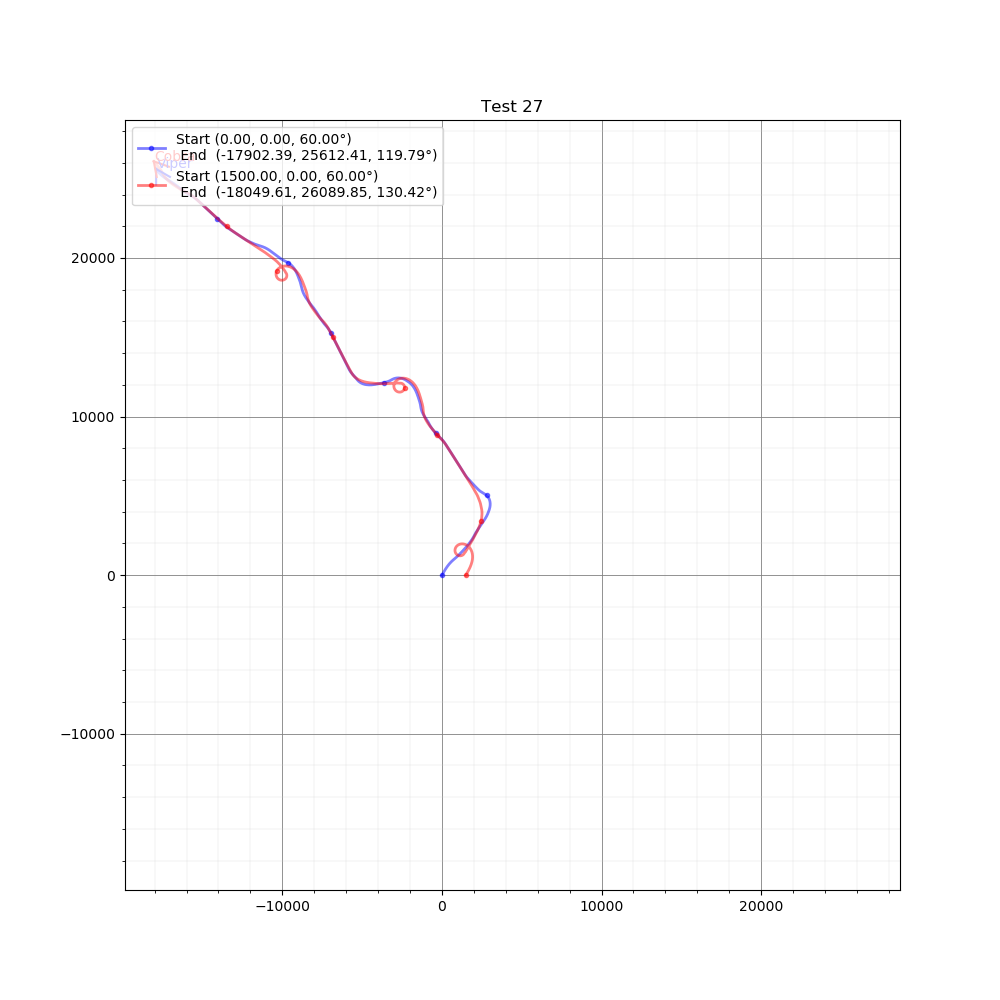 Test 27
Start (0.00, 0.00, 60.00°)
End (-17902.39, 25612.41, 119.79°)
Start (1500.00, 0.00, 60.00°)
End (-18049.61, 26089.85, 130.42°)
Viper
20000
10000
0
−10000
−10000
0
10000
20000